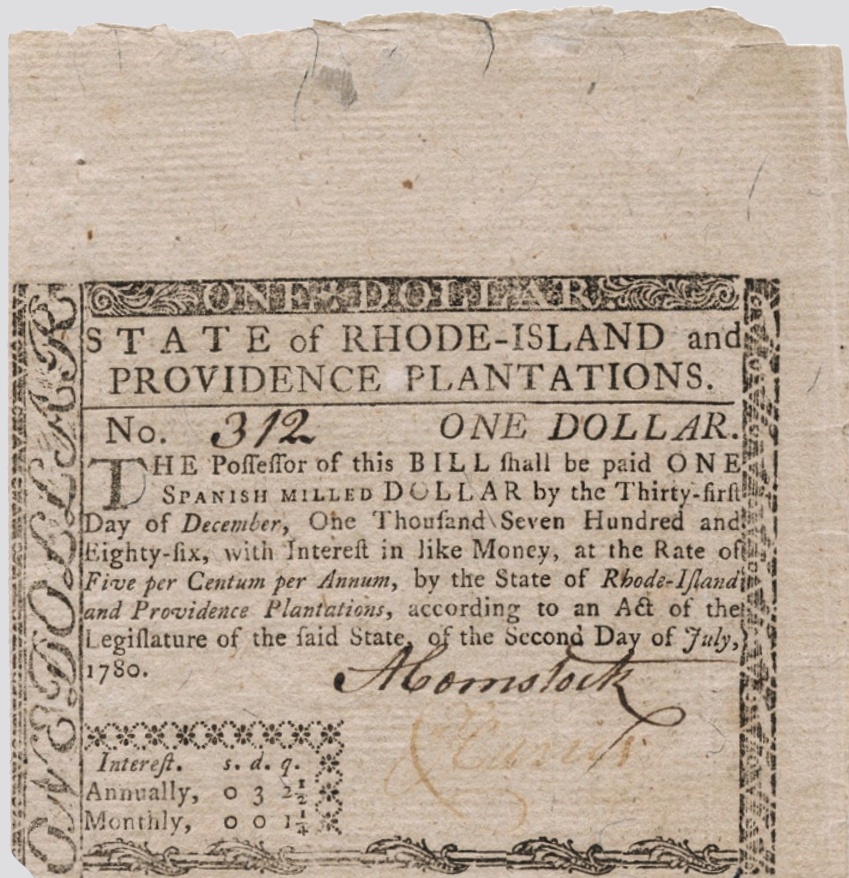 ONE DOLLAR
ONE DOLLAR
STATE of RHODE-ISLAND and
PROVIDENCE PLANTATIONS.
No. 312 ONE DOLLAR.
THE Poſſeſſor of this BILL ſhall be paid ONE
SPANISH MILLED DOLLAR by the Thirty-firſt
Day of December, One Thouſand Seven Hundred and
Eighty-ſix, with Intereſt in like Money, at the Rate of
Five per Centum per Annum, by the State of Rhode-Iſland
and Providence Plantations, according to an Act of the
Legiſlature of the ſaid State, of the Second Day of July,
1780.
AComstock
Intereſt. s. d. q.
Annually, 0 3 2½
Monthly, 0 0 1¼